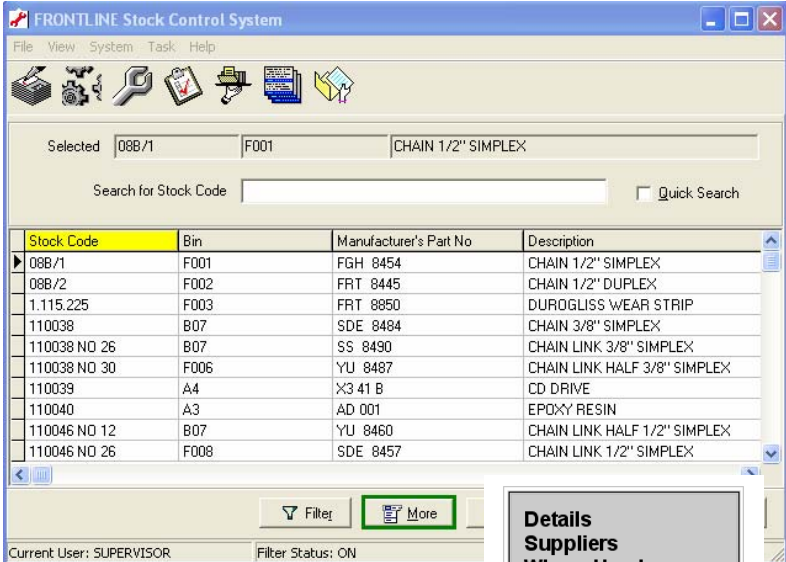 FRONTLINE Stock Control System
File View System Task Help
Selected 08B/1 F001 CHAIN 1/2" SIMPLEX
Search for Stock Code Quick Search
Stock Code Bin Manufacturer's Part No Description
08B/1 F001 FGH 8454 CHAIN 1/2" SIMPLEX
08B/2 F002 FRT 8445 CHAIN 1/2" DUPLEX
1.115.225 F003 FRT 8850 DUROGLISS WEAR STRIP
110038 B07 SDE 8484 CHAIN 3/8" SIMPLEX
110038 NO 26 B07 SS 8490 CHAIN LINK 3/8" SIMPLEX
110038 NO 30 F006 YU 8487 CHAIN LINK HALF 3/8" SIMPLEX
110039 A4 X3 41 B CD DRIVE
110040 A3 AD 001 EPOXY RESIN
110046 NO 12 B07 YU 8460 CHAIN LINK HALF 1/2" SIMPLEX
110046 NO 26 F008 SDE 8457 CHAIN LINK 1/2" SIMPLEX
Filter More
Details
Suppliers
Current User: SUPERVISOR Filter Status: ON